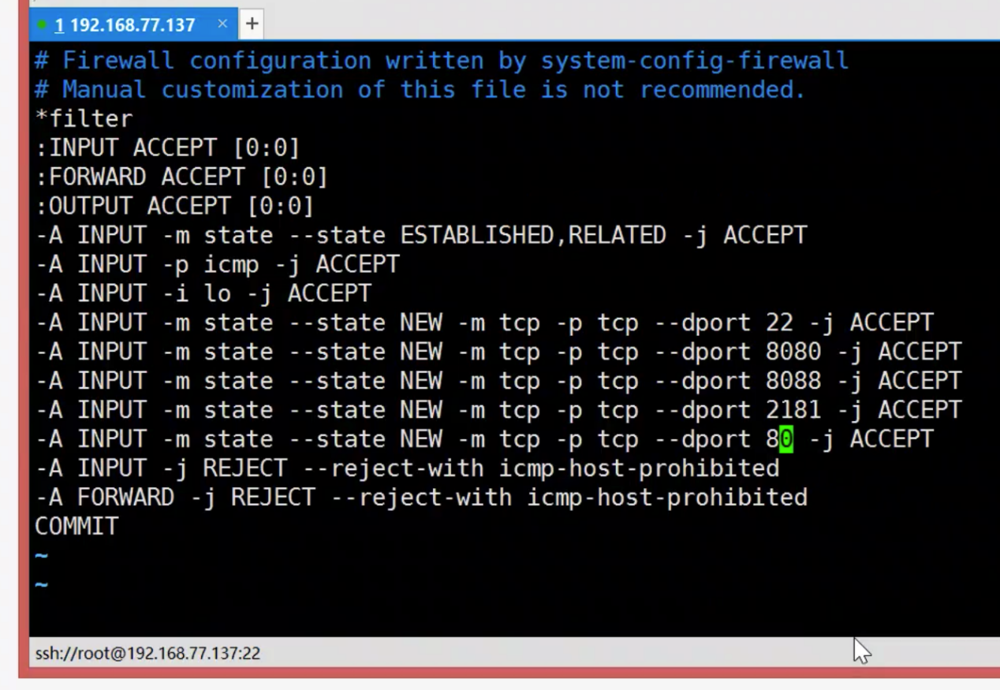 1 192.168.77.137 × +
# Firewall configuration written by system-config-firewall
# Manual customization of this file is not recommended.
*filter
:INPUT ACCEPT [0:0]
:FORWARD ACCEPT [0:0]
:OUTPUT ACCEPT [0:0]
-A INPUT -m state --state ESTABLISHED,RELATED -j ACCEPT
-A INPUT -p icmp -j ACCEPT
-A INPUT -i lo -j ACCEPT
-A INPUT -m state --state NEW -m tcp -p tcp --dport 22 -j ACCEPT
-A INPUT -m state --state NEW -m tcp -p tcp --dport 8080 -j ACCEPT
-A INPUT -m state --state NEW -m tcp -p tcp --dport 8088 -j ACCEPT
-A INPUT -m state --state NEW -m tcp -p tcp --dport 2181 -j ACCEPT
-A INPUT -m state --state NEW -m tcp -p tcp --dport 80 -j ACCEPT
-A INPUT -j REJECT --reject-with icmp-host-prohibited
-A FORWARD -j REJECT --reject-with icmp-host-prohibited
COMMIT
~
~
ssh://root@192.168.77.137:22